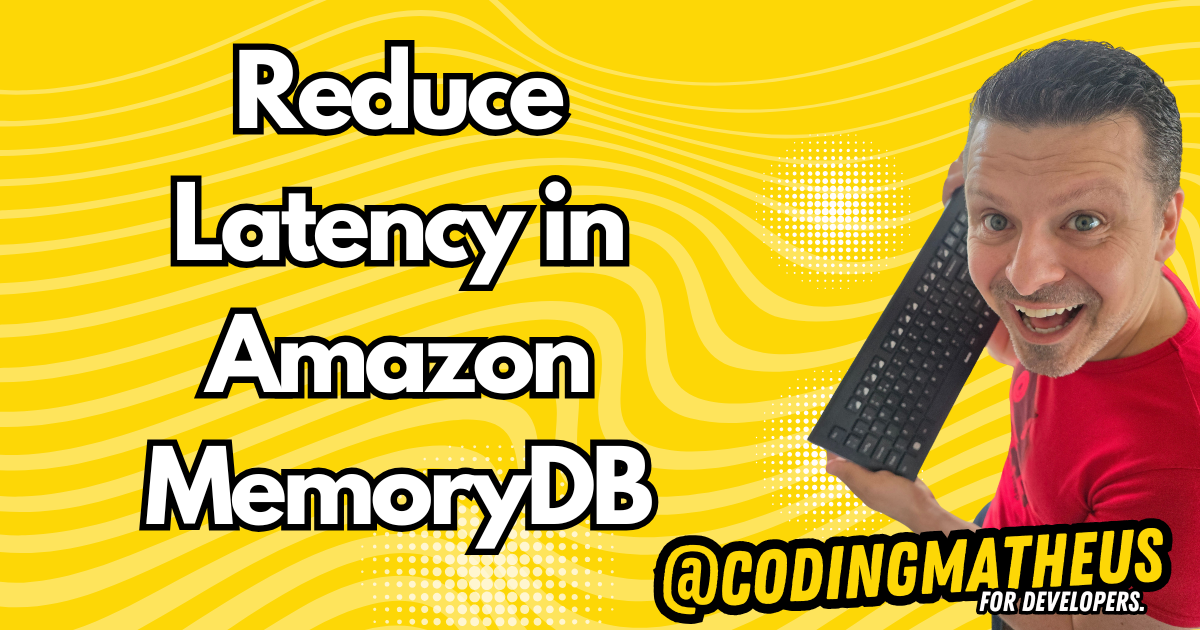 Reduce
Latency in
Amazon
MemoryDB
@CODINGMATHEUS
FOR DEVELOPERS.